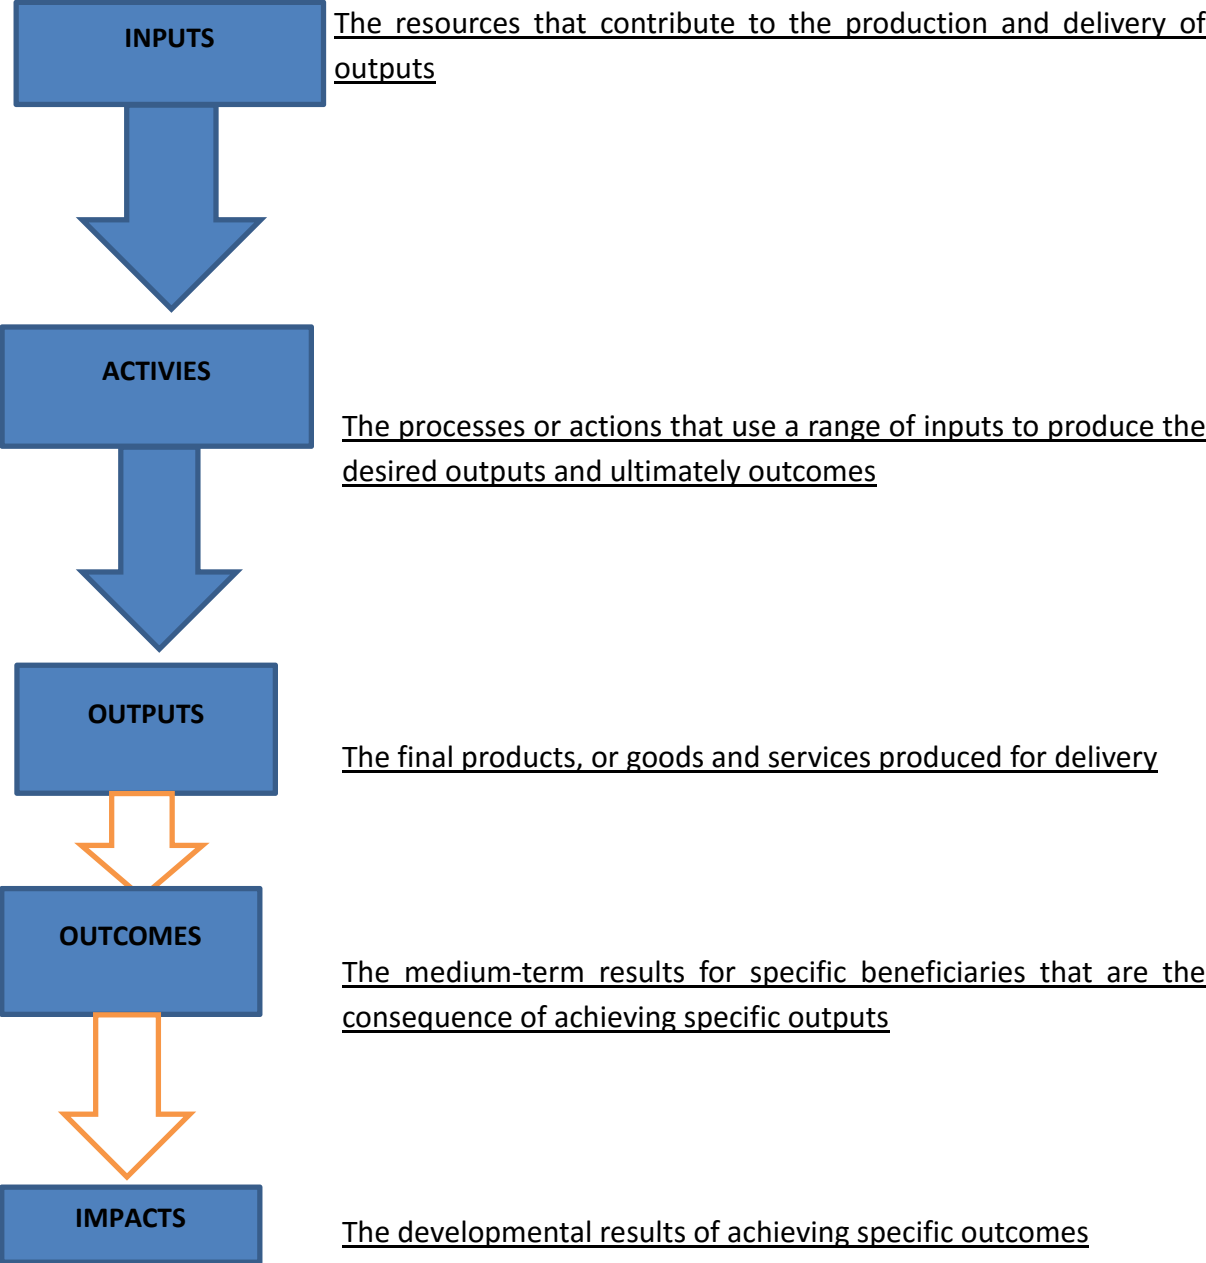 INPUTS
The resources that contribute to the production and delivery of
outputs
ACTIVIES
The processes or actions that use a range of inputs to produce the
desired outputs and ultimately outcomes
OUTPUTS
The final products, or goods and services produced for delivery
OUTCOMES
The medium-term results for specific beneficiaries that are the
consequence of achieving specific outputs
IMPACTS
The developmental results of achieving specific outcomes